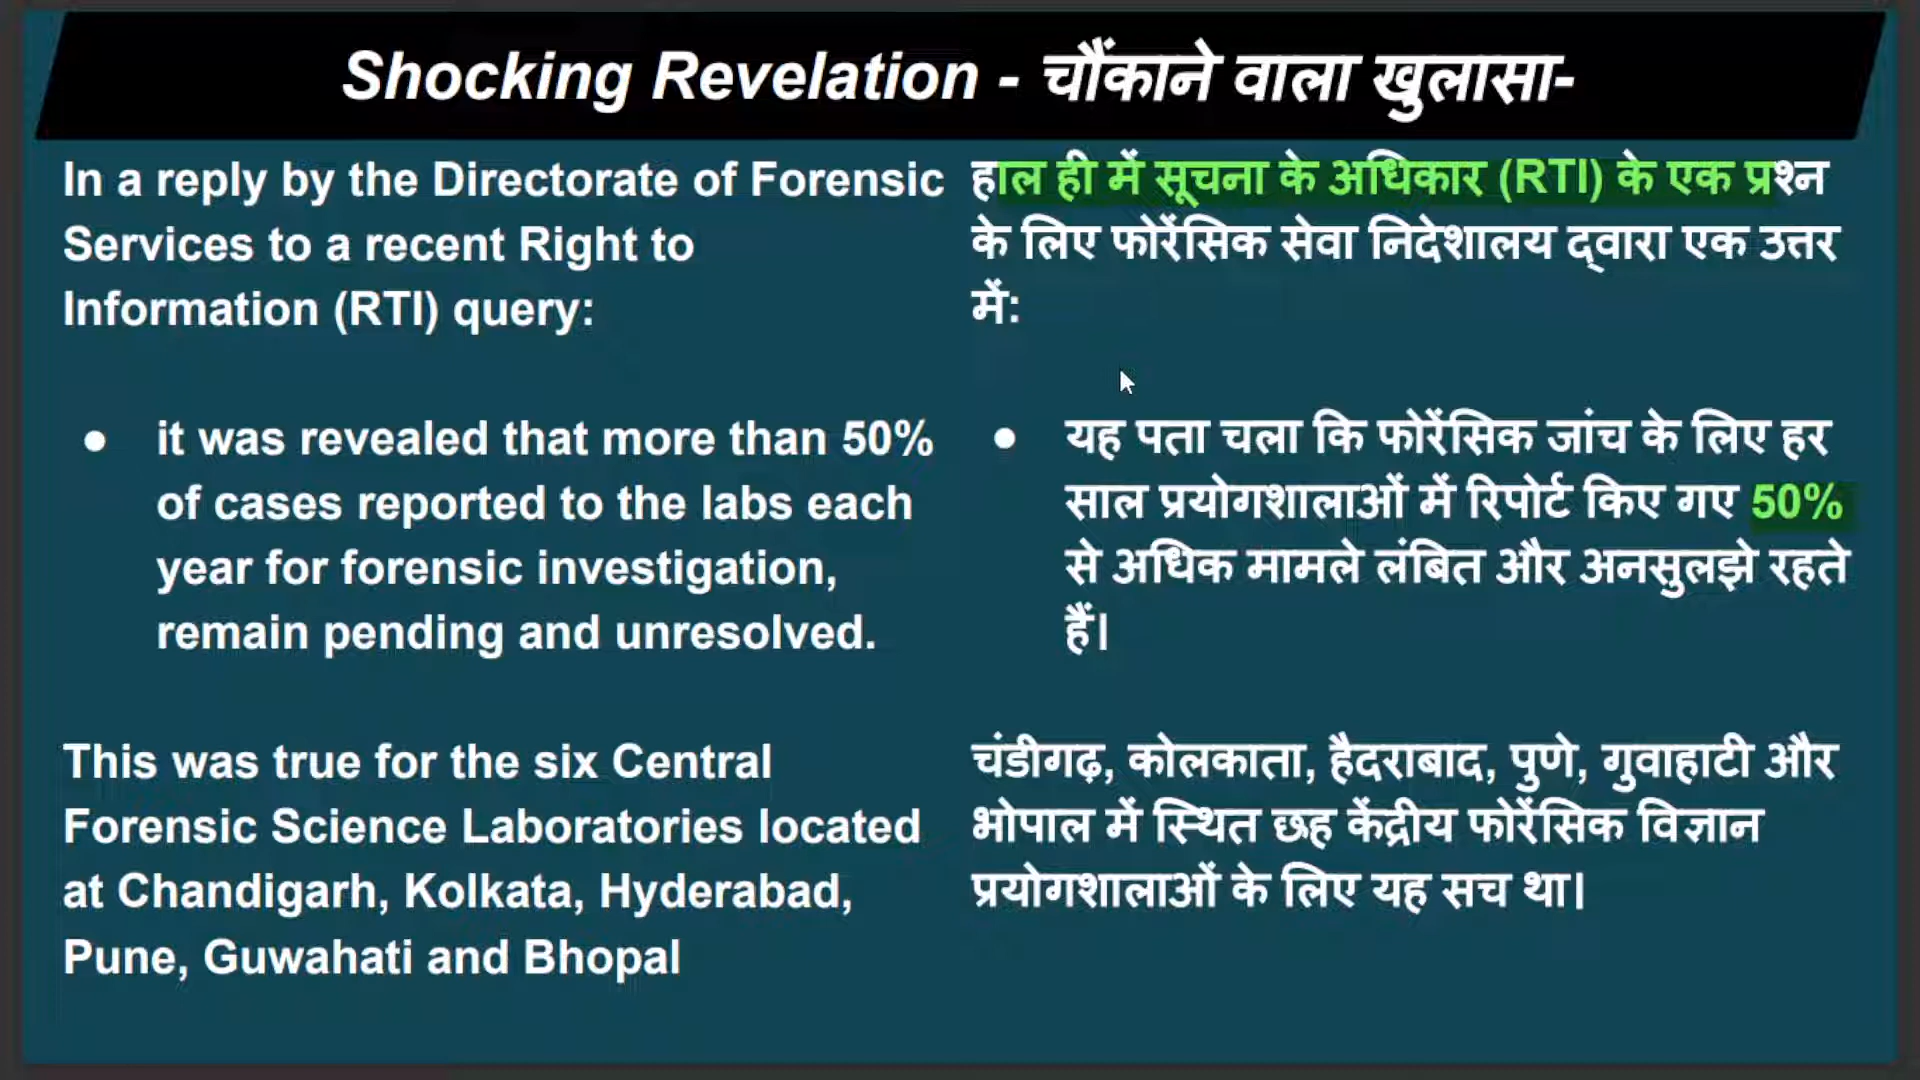 Shocking Revelation - चौंकाने वाला खुलासा-
In a reply by the Directorate of Forensic
Services to a recent Right to
Information (RTI) query:
● it was revealed that more than 50%
of cases reported to the labs each
year for forensic investigation,
remain pending and unresolved.
This was true for the six Central
Forensic Science Laboratories located
at Chandigarh, Kolkata, Hyderabad,
Pune, Guwahati and Bhopal
हाल ही में सूचना के अधिकार (RTI) के एक प्रश्न
के लिए फोरेंसिक सेवा निदेशालय द्वारा एक उत्तर
में:
● यह पता चला कि फोरेंसिक जांच के लिए हर
साल प्रयोगशालाओं में रिपोर्ट किए गए 50%
से अधिक मामले लंबित और अनसुलझे रहते
हैं।
चंडीगढ़, कोलकाता, हैदराबाद, पुणे, गुवाहाटी और
भोपाल में स्थित छह केंद्रीय फोरेंसिक विज्ञान
प्रयोगशालाओं के लिए यह सच था।